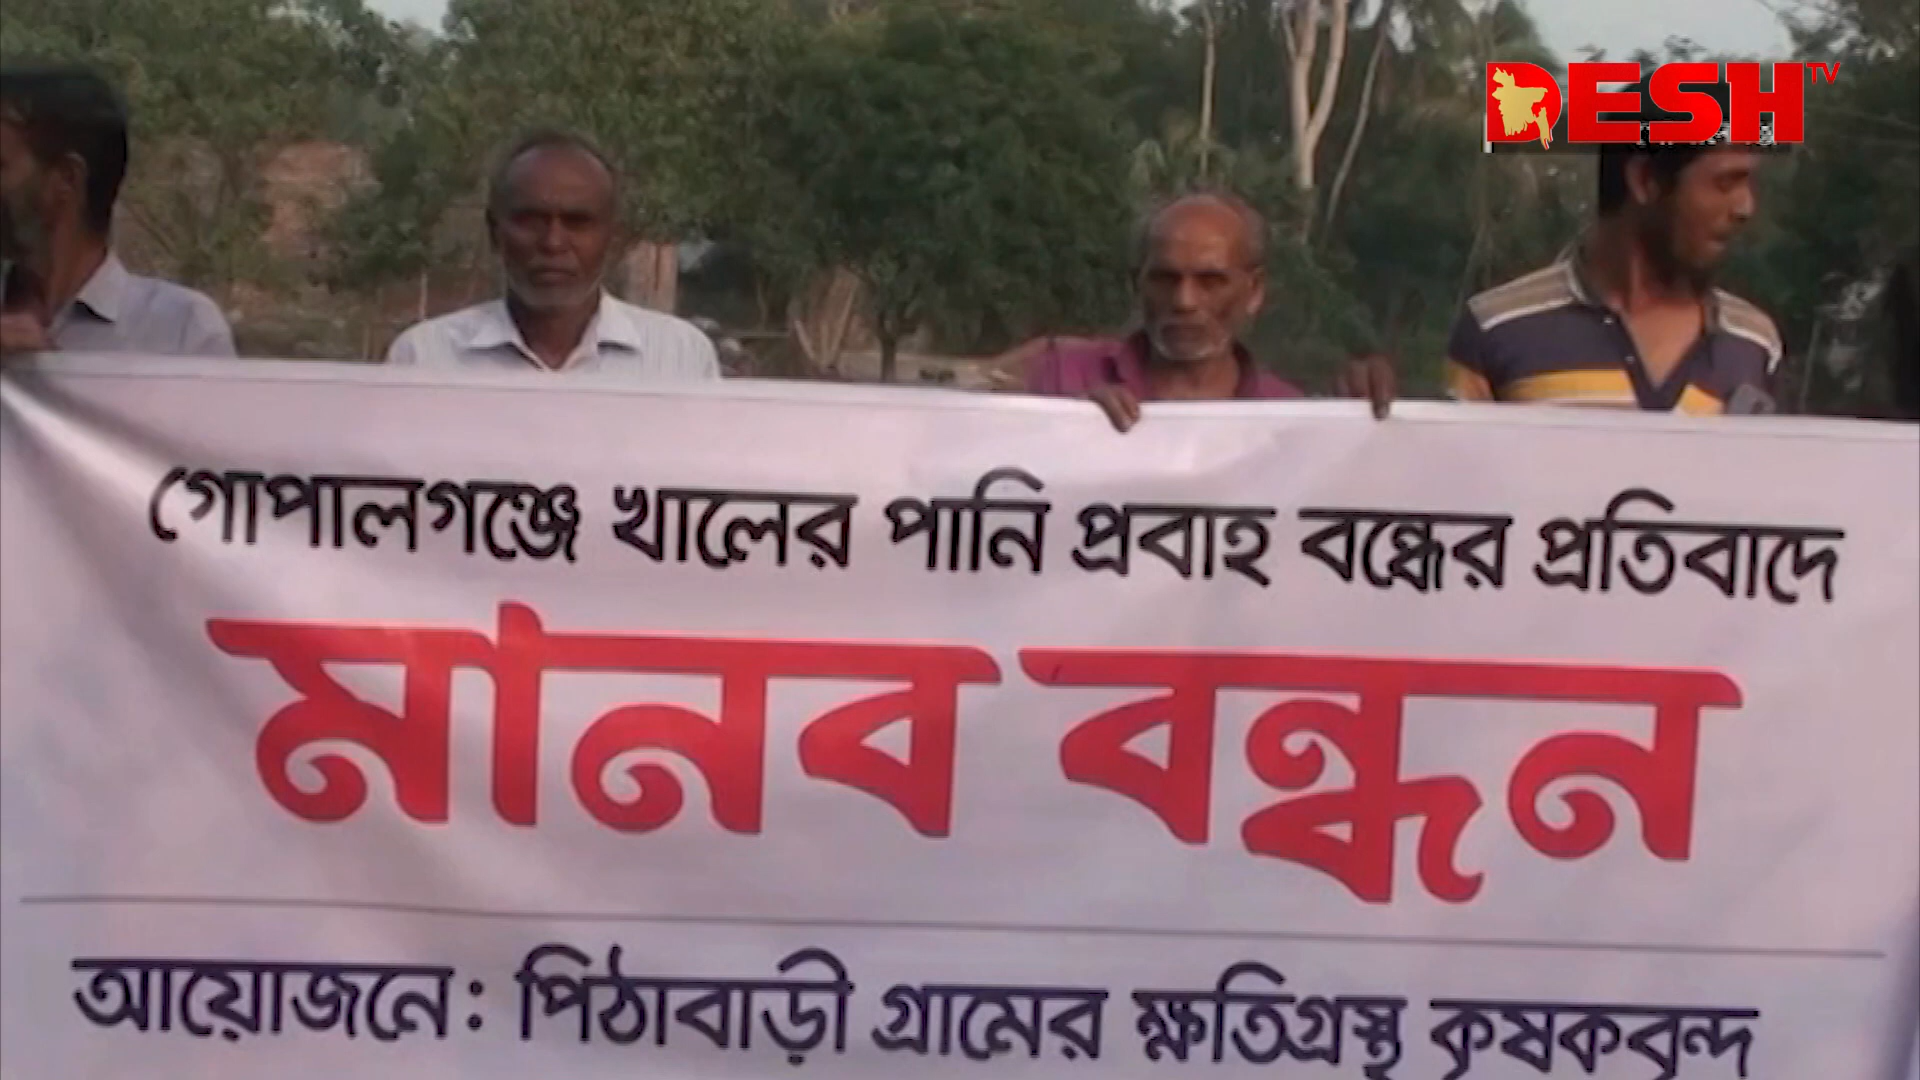 DESH TV
গোপালগঞ্জে খালের পানি প্রবাহ বন্ধের প্রতিবাদে
মানব বন্ধন
আয়োজনে: পিঠাবাড়ী গ্রামের ক্ষতিগ্রস্থ কৃষকবৃন্দ